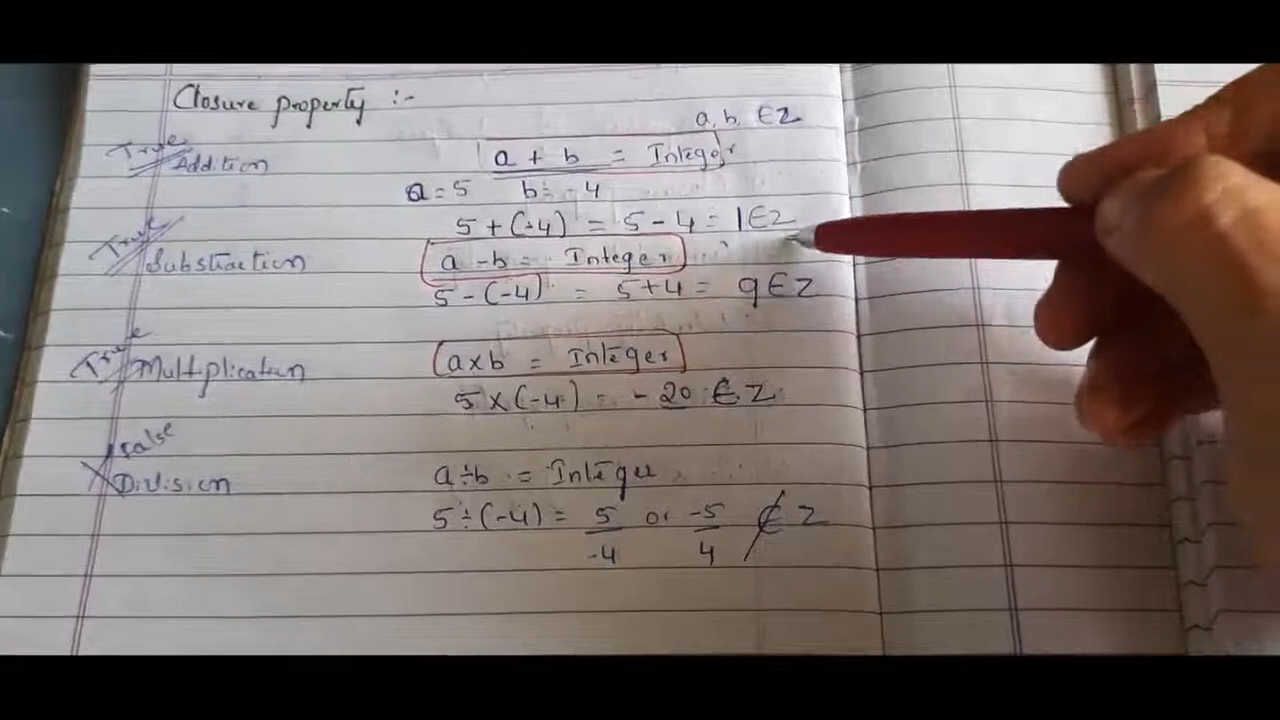 Closure property :-
a, b, ∈ Z
True
Addition a + b = Integer
a = 5 b = -4
5 + (-4) = 5 - 4 = 1 ∈ Z
True
Substraction a - b = Integer
5 - (-4) = 5 + 4 = 9 ∈ Z
True
Multiplication a × b = Integer
5 × (-4) = - 20 ∈ Z
False
Division a ÷ b = Integer
5 ÷ (-4) = 5/-4 or -5/4 ∉ Z